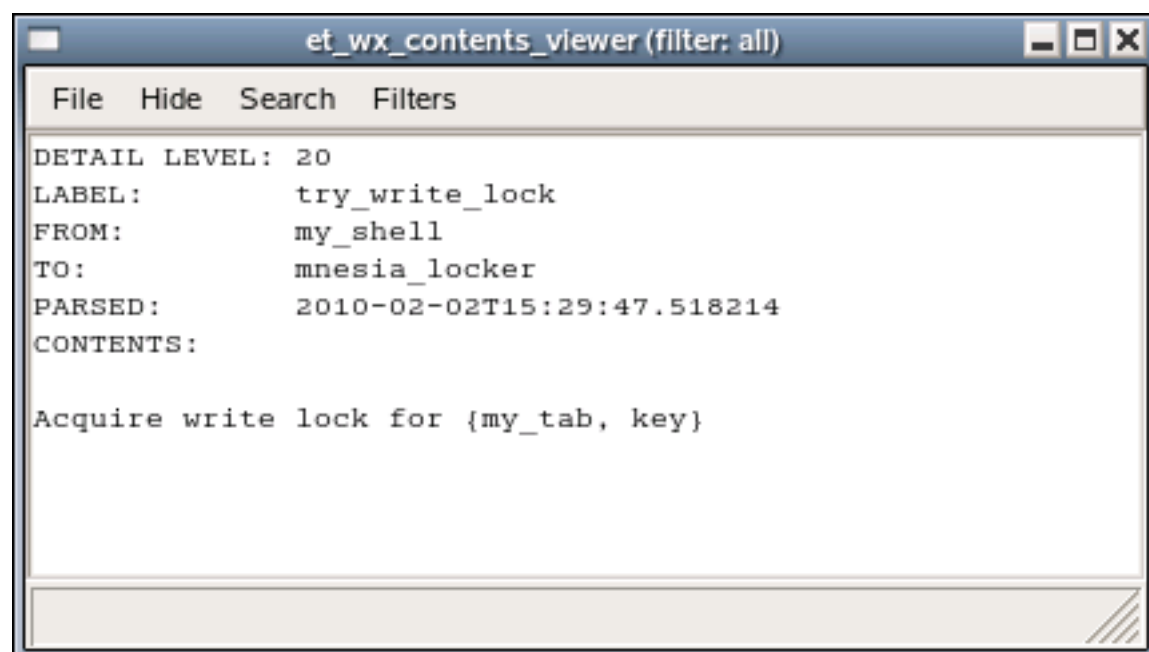 et_wx_contents_viewer (filter: all)
File Hide Search Filters
DETAIL LEVEL: 20
LABEL: try_write_lock
FROM: my_shell
TO: mnesia_locker
PARSED: 2010-02-02T15:29:47.518214
CONTENTS:
Acquire write lock for {my_tab, key}